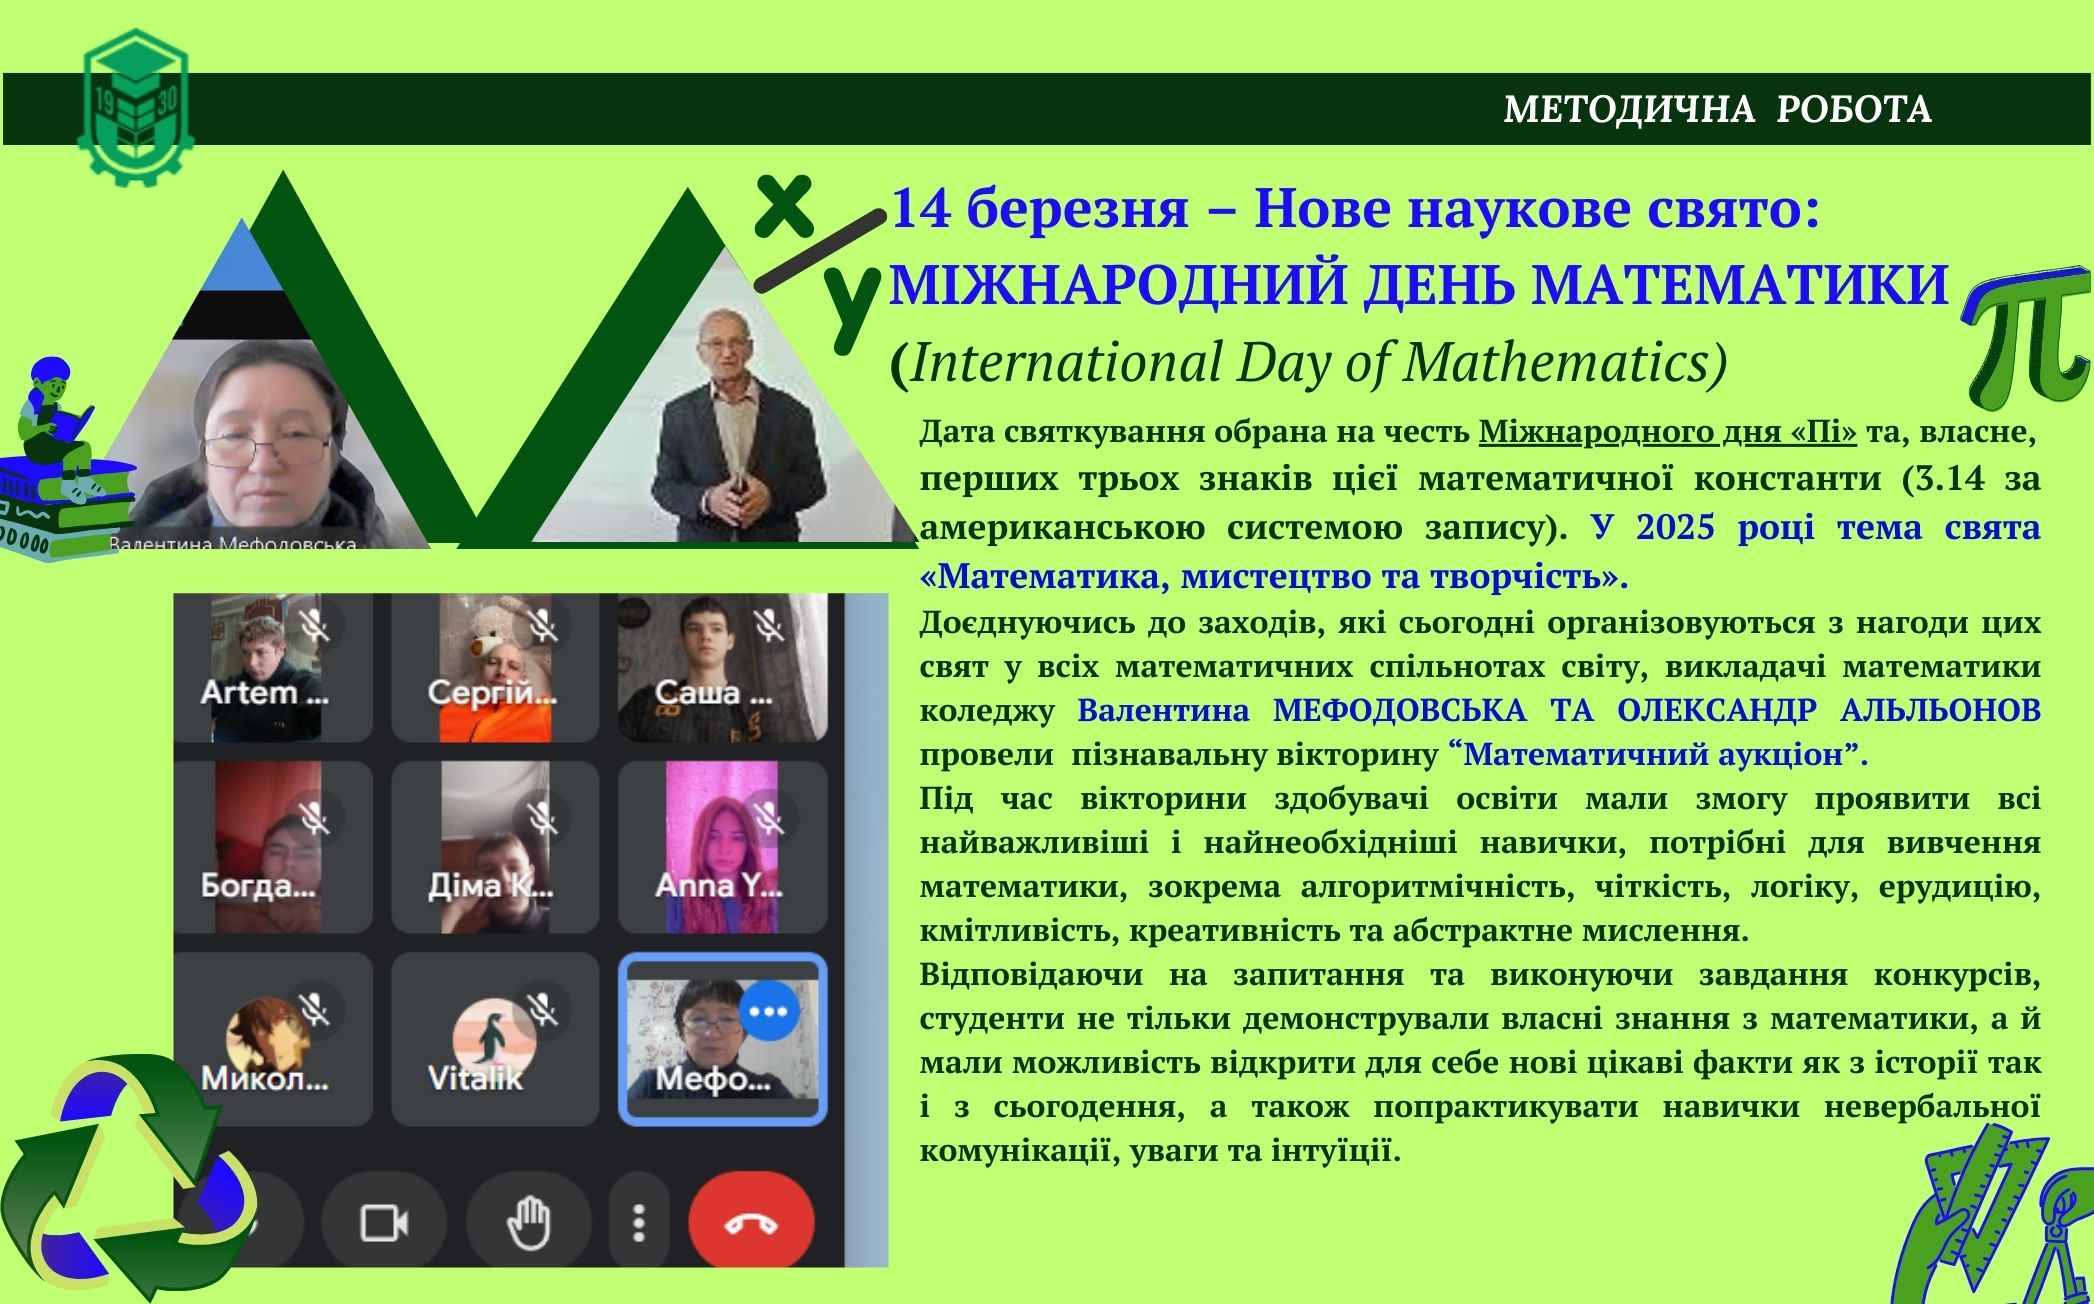 19 30
МЕТОДИЧНА РОБОТА
x
y
14 березня – Нове наукове свято:
МІЖНАРОДНИЙ ДЕНЬ МАТЕМАТИКИ
(International Day of Mathematics)
π
Дата святкування обрана на честь Міжнародного дня «Пі» та, власне,
перших трьох знаків цієї математичної константи (3.14 за
американською системою запису). У 2025 році тема свята
«Математика, мистецтво та творчість».
Доєднуючись до заходів, які сьогодні організовуються з нагоди цих
свят у всіх математичних спільнотах світу, викладачі математики
коледжу Валентина МЕФОДОВСЬКА ТА ОЛЕКСАНДР АЛЬЛЬОНОВ
провели пізнавальну вікторину “Математичний аукціон”.
Під час вікторини здобувачі освіти мали змогу проявити всі
найважливіші і найнеобхідніші навички, потрібні для вивчення
математики, зокрема алгоритмічність, чіткість, логіку, ерудицію,
кмітливість, креативність та абстрактне мислення.
Відповідаючи на запитання та виконуючи завдання конкурсів,
студенти не тільки демонстрували власні знання з математики, а й
мали можливість відкрити для себе нові цікаві факти як з історії так
і з сьогодення, а також попрактикувати навички невербальної
комунікації, уваги та інтуїції.
Валентина Мефодовська
Artem ...
Сергій...
Саша ...
Богда...
Діма К...
Anna Y...
Микол...
Vitalik
Мефо...